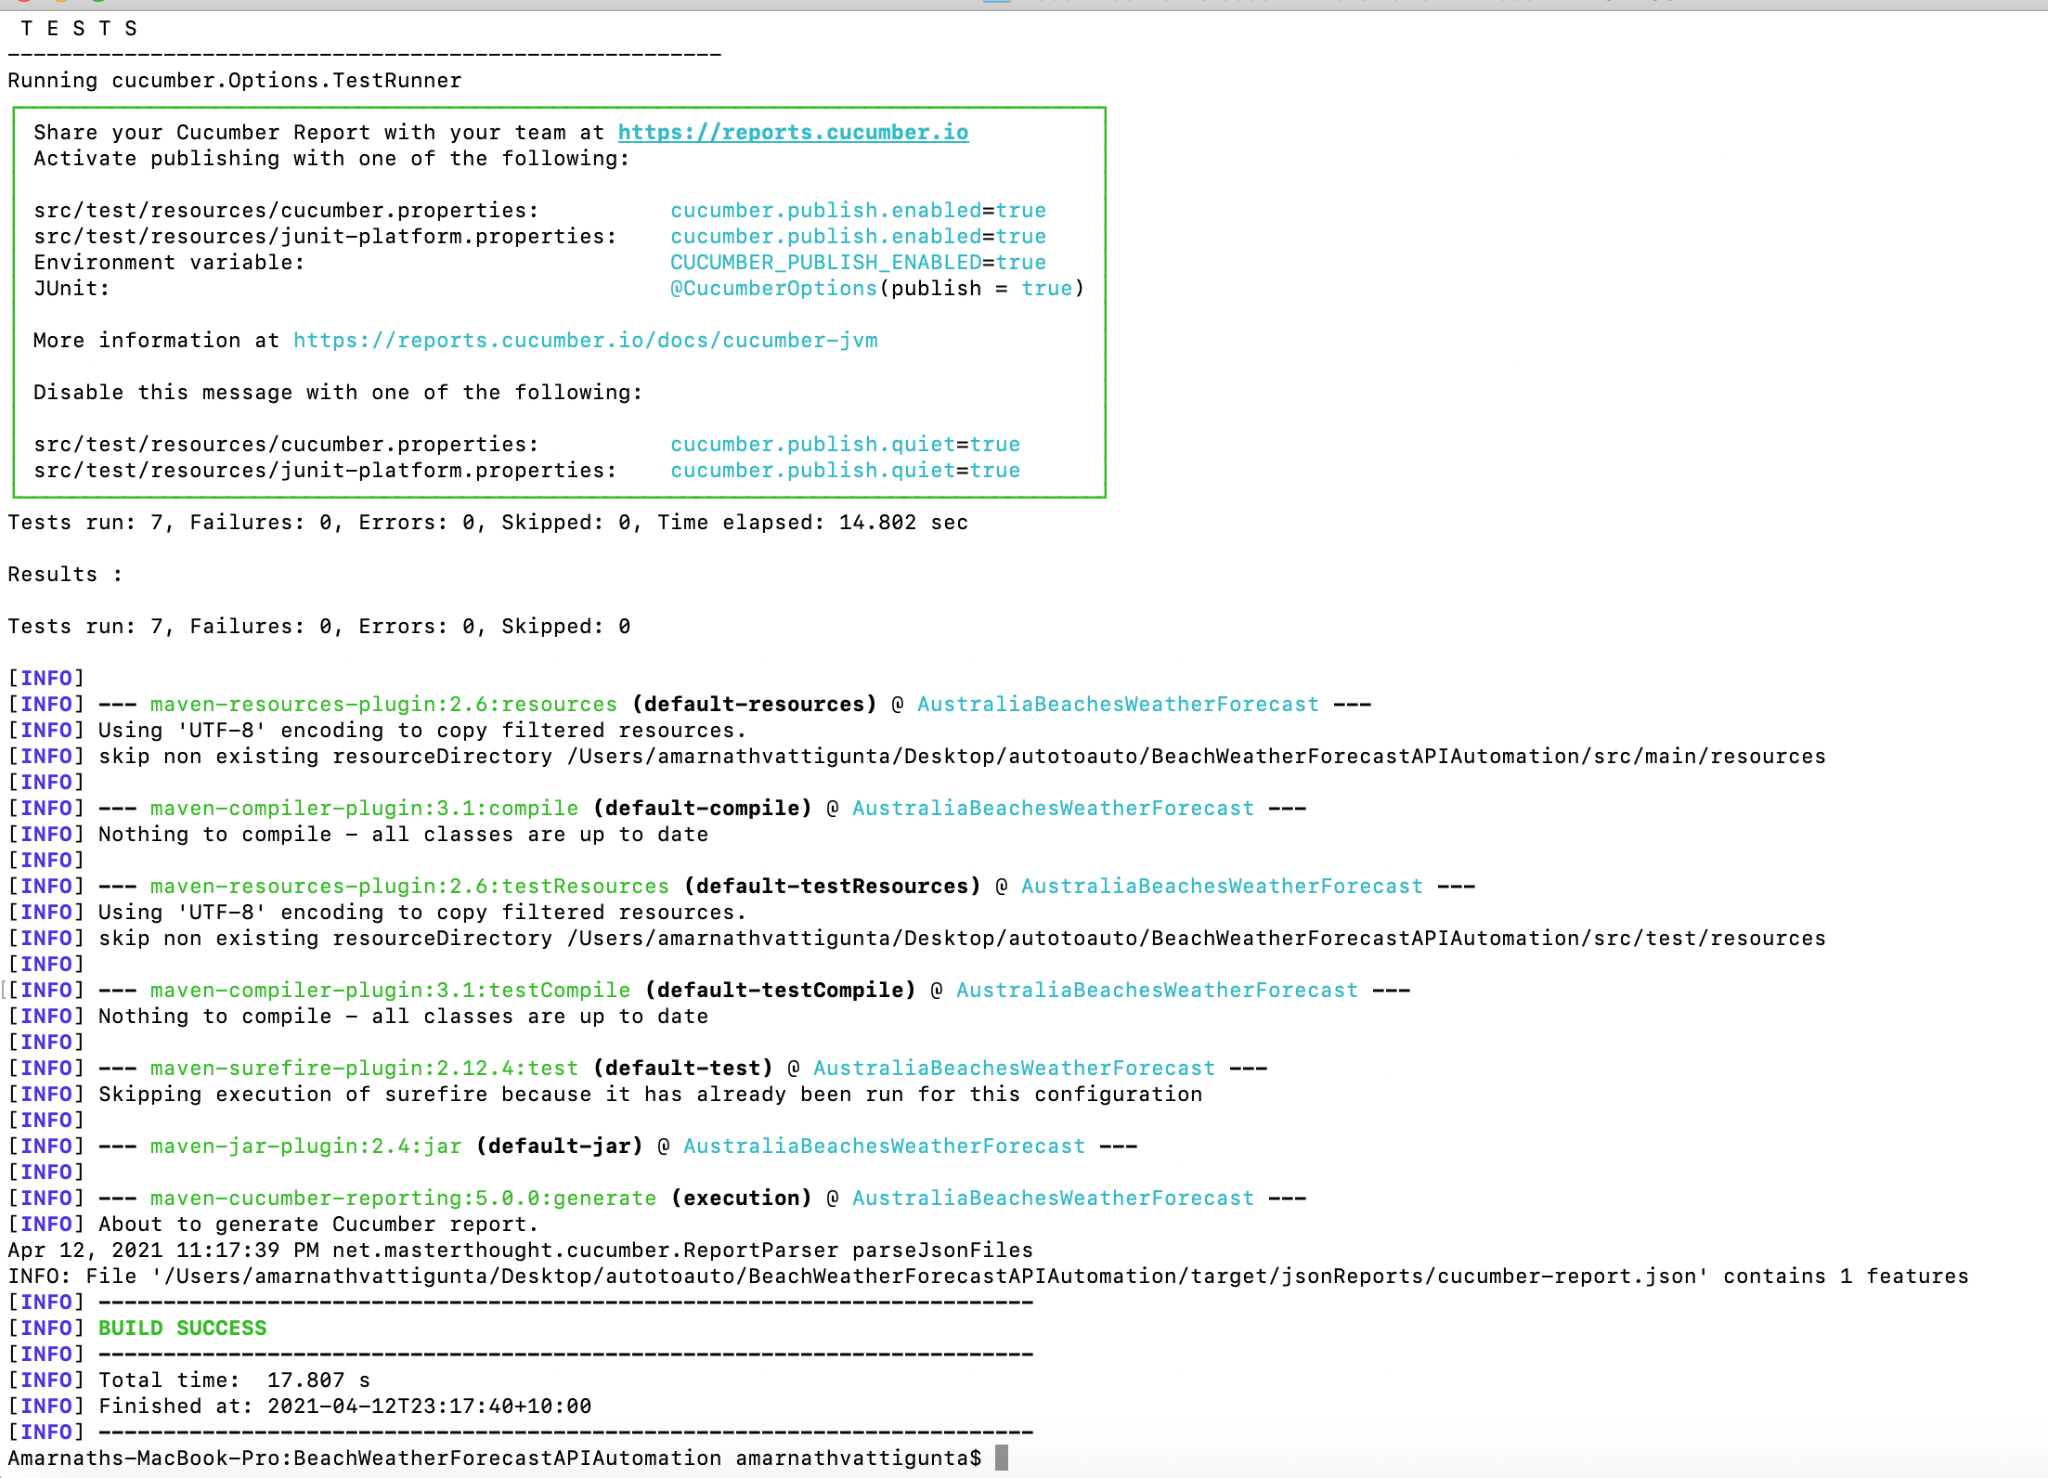 T E S T S
-------------------------------------------------------
Running cucumber.Options.TestRunner
Share your Cucumber Report with your team at https://reports.cucumber.io
Activate publishing with one of the following:
src/test/resources/cucumber.properties: cucumber.publish.enabled=true
src/test/resources/junit-platform.properties: cucumber.publish.enabled=true
Environment variable: CUCUMBER_PUBLISH_ENABLED=true
JUnit: @CucumberOptions(publish = true)
More information at https://reports.cucumber.io/docs/cucumber-jvm
Disable this message with one of the following:
src/test/resources/cucumber.properties: cucumber.publish.quiet=true
src/test/resources/junit-platform.properties: cucumber.publish.quiet=true
Tests run: 7, Failures: 0, Errors: 0, Skipped: 0, Time elapsed: 14.802 sec
Results :
Tests run: 7, Failures: 0, Errors: 0, Skipped: 0
[INFO]
[INFO] --- maven-resources-plugin:2.6:resources (default-resources) @ AustraliaBeachesWeatherForecast ---
[INFO] Using 'UTF-8' encoding to copy filtered resources.
[INFO] skip non existing resourceDirectory /Users/amarnathvattigunta/Desktop/autotoauto/BeachWeatherForecastAPIAutomation/src/main/resources
[INFO]
[INFO] --- maven-compiler-plugin:3.1:compile (default-compile) @ AustraliaBeachesWeatherForecast ---
[INFO] Nothing to compile - all classes are up to date
[INFO]
[INFO] --- maven-resources-plugin:2.6:testResources (default-testResources) @ AustraliaBeachesWeatherForecast ---
[INFO] Using 'UTF-8' encoding to copy filtered resources.
[INFO] skip non existing resourceDirectory /Users/amarnathvattigunta/Desktop/autotoauto/BeachWeatherForecastAPIAutomation/src/test/resources
[INFO]
[[INFO] --- maven-compiler-plugin:3.1:testCompile (default-testCompile) @ AustraliaBeachesWeatherForecast ---
[INFO] Nothing to compile - all classes are up to date
[INFO]
[INFO] --- maven-surefire-plugin:2.12.4:test (default-test) @ AustraliaBeachesWeatherForecast ---
[INFO] Skipping execution of surefire because it has already been run for this configuration
[INFO]
[INFO] --- maven-jar-plugin:2.4:jar (default-jar) @ AustraliaBeachesWeatherForecast ---
[INFO]
[INFO] --- maven-cucumber-reporting:5.0.0:generate (execution) @ AustraliaBeachesWeatherForecast ---
[INFO] About to generate Cucumber report.
Apr 12, 2021 11:17:39 PM net.masterthought.cucumber.ReportParser parseJsonFiles
INFO: File '/Users/amarnathvattigunta/Desktop/autotoauto/BeachWeatherForecastAPIAutomation/target/jsonReports/cucumber-report.json' contains 1 features
[INFO] ------------------------------------------------------------------------
[INFO] BUILD SUCCESS
[INFO] ------------------------------------------------------------------------
[INFO] Total time:  17.807 s
[INFO] Finished at: 2021-04-12T23:17:40+10:00
[INFO] ------------------------------------------------------------------------
Amarnaths-MacBook-Pro:BeachWeatherForecastAPIAutomation amarnathvattigunta$